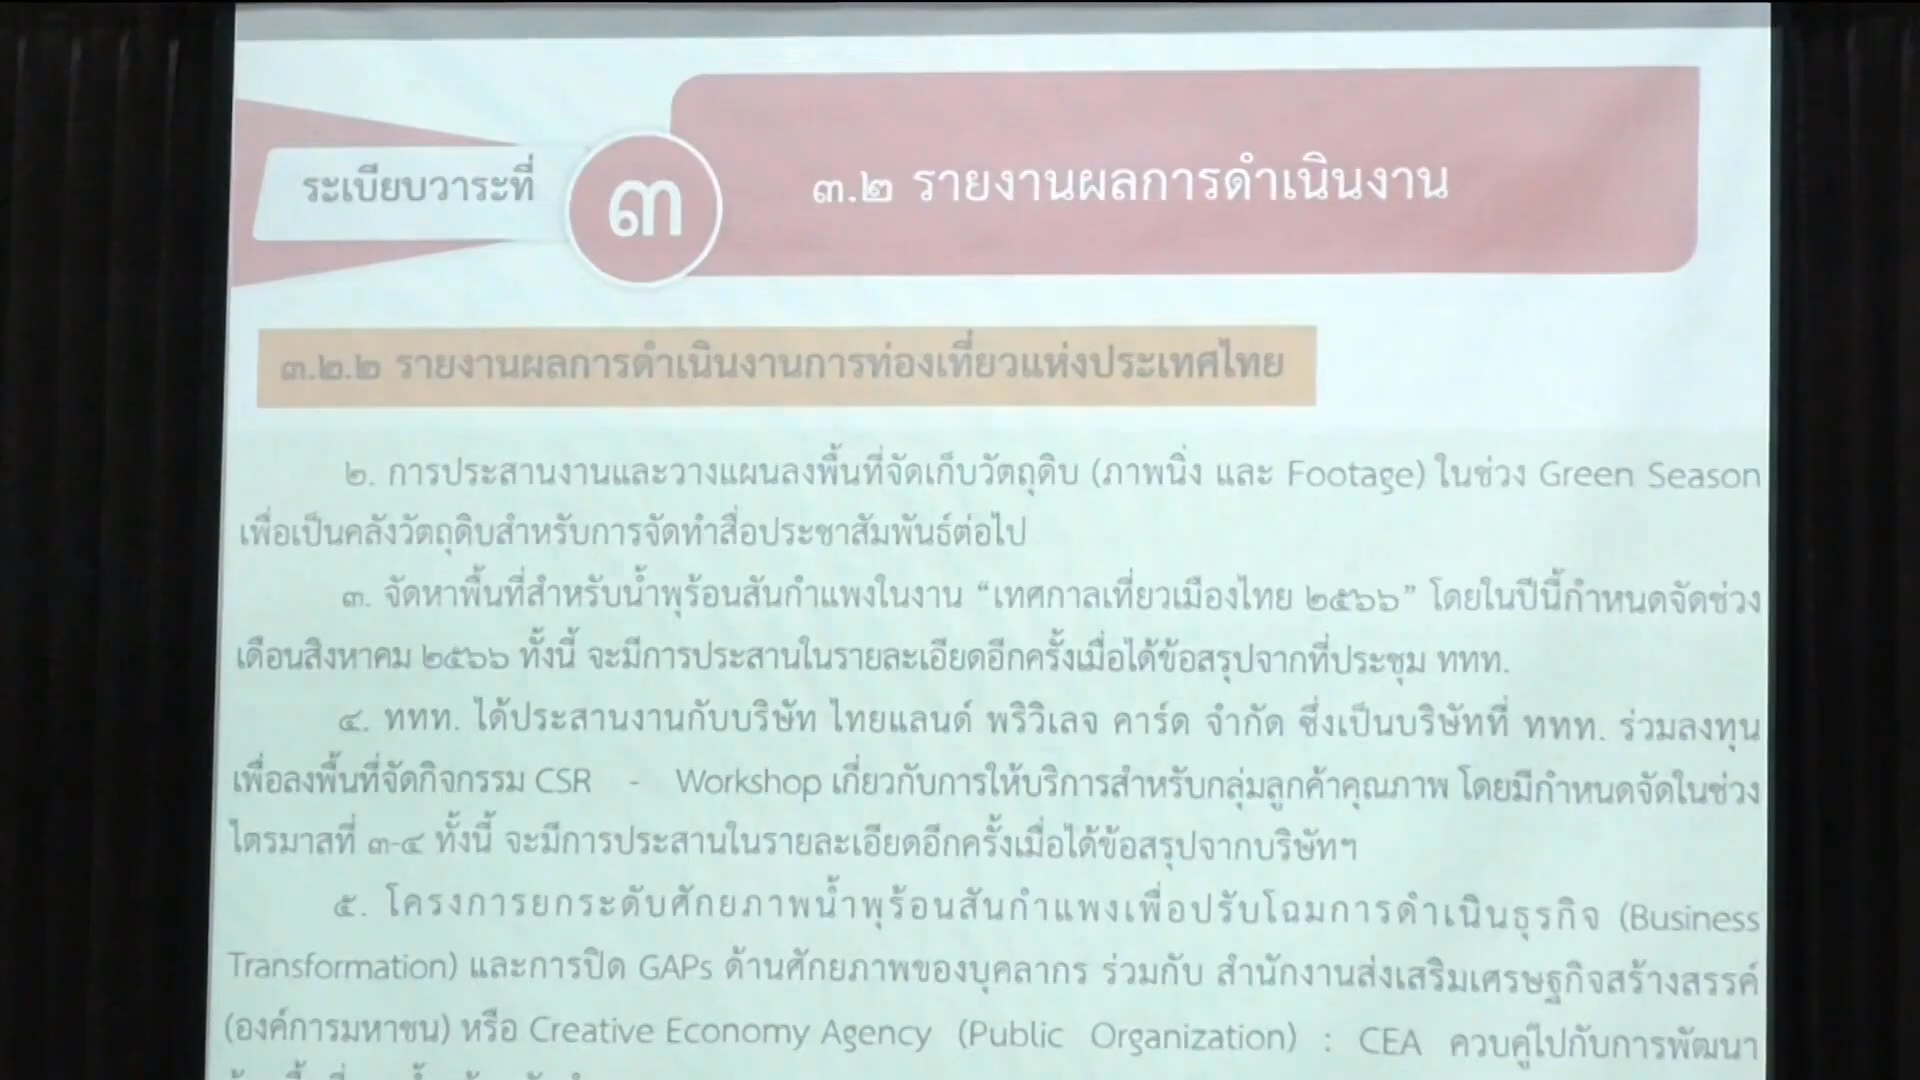 ระเบียบวาระที่
๓
๓.๒ รายงานผลการดำเนินงาน
๓.๒.๒ รายงานผลการดำเนินงานการท่องเที่ยวแห่งประเทศไทย
๒. การประสานงานและวางแผนลงพื้นที่จัดเก็บวัตถุดิบ (ภาพนิ่ง และ Footage) ในช่วง Green Season
เพื่อเป็นคลังวัตถุดิบสำหรับการจัดทำสื่อประชาสัมพันธ์ต่อไป
๓. จัดหาพื้นที่สำหรับน้ำพุร้อนสันกำแพงในงาน “เทศกาลเที่ยวเมืองไทย ๒๕๖๖” โดยในปีนี้กำหนดจัดช่วง
เดือนสิงหาคม ๒๕๖๖ ทั้งนี้ จะมีการประสานในรายละเอียดอีกครั้งเมื่อได้ข้อสรุปจากที่ประชุม ททท.
๔. ททท. ได้ประสานงานกับบริษัท ไทยแลนด์ พริวิเลจ คาร์ด จำกัด ซึ่งเป็นบริษัทที่ ททท. ร่วมลงทุน
เพื่อลงพื้นที่จัดกิจกรรม CSR - Workshop เกี่ยวกับการให้บริการสำหรับกลุ่มลูกค้าคุณภาพ โดยมีกำหนดจัดในช่วง
ไตรมาสที่ ๓-๔ ทั้งนี้ จะมีการประสานในรายละเอียดอีกครั้งเมื่อได้ข้อสรุปจากบริษัทฯ
๕. โครงการยกระดับศักยภาพน้ำพุร้อนสันกำแพงเพื่อปรับโฉมการดำเนินธุรกิจ (Business
Transformation) และการปิด GAPs ด้านศักยภาพของบุคลากร ร่วมกับ สำนักงานส่งเสริมเศรษฐกิจสร้างสรรค์
(องค์การมหาชน) หรือ Creative Economy Agency (Public Organization) : CEA ควบคู่ไปกับการพัฒนา